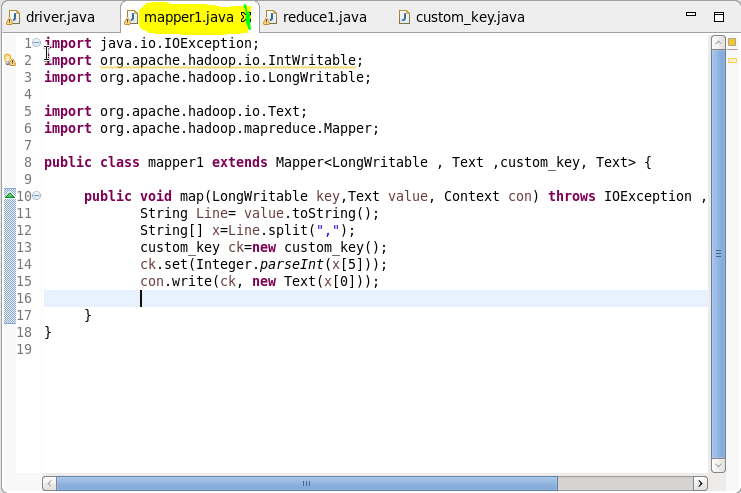 driver.java mapper1.java reduce1.java custom_key.java
1 import java.io.IOException;
2 import org.apache.hadoop.io.IntWritable;
3 import org.apache.hadoop.io.LongWritable;
4
5 import org.apache.hadoop.io.Text;
6 import org.apache.hadoop.mapreduce.Mapper;
7
8 public class mapper1 extends Mapper<LongWritable , Text ,custom_key, Text> {
9
10 public void map(LongWritable key,Text value, Context con) throws IOException ,
11 String Line= value.toString();
12 String[] x=Line.split(",");
13 custom_key ck=new custom_key();
14 ck.set(Integer.parseInt(x[5]));
15 con.write(ck, new Text(x[0]));
16
17 }
18 }
19